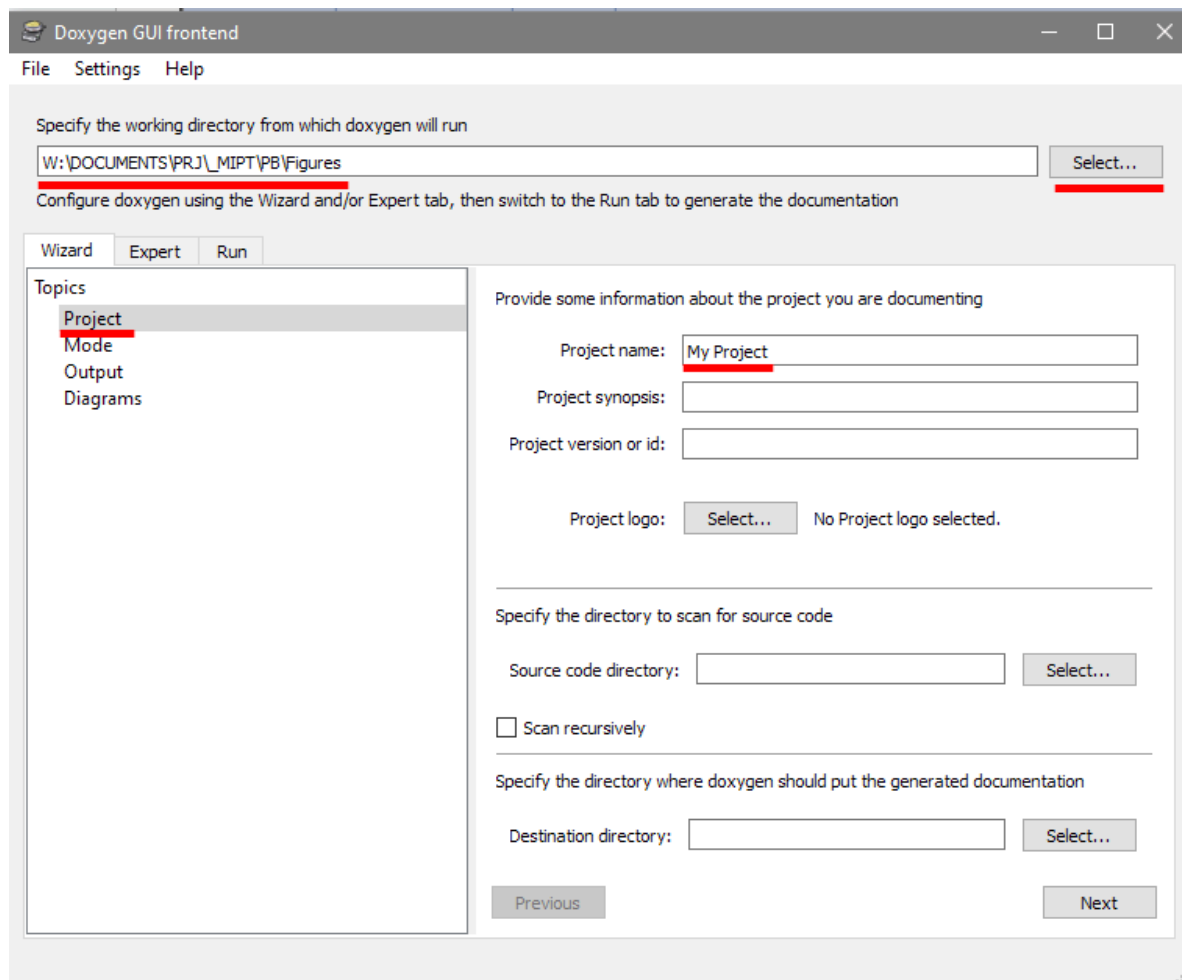 Doxygen GUI frontend
File Settings Help
Specify the working directory from which doxygen will run
W:\DOCUMENTS\PRJ\_MIPT\PB\Figures Select...
Configure doxygen using the Wizard and/or Expert tab, then switch to the Run tab to generate the documentation
Wizard Expert Run
Topics
Project
Mode
Output
Diagrams
Provide some information about the project you are documenting
Project name: My Project
Project synopsis:
Project version or id:
Project logo: Select... No Project logo selected.
Specify the directory to scan for source code
Source code directory: Select...
Scan recursively
Specify the directory where doxygen should put the generated documentation
Destination directory: Select...
Previous Next